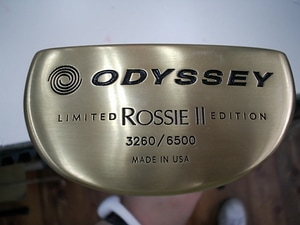 ODYSSEY
LIMITED ROSSIE II EDITION
3260/6500
MADE IN USA